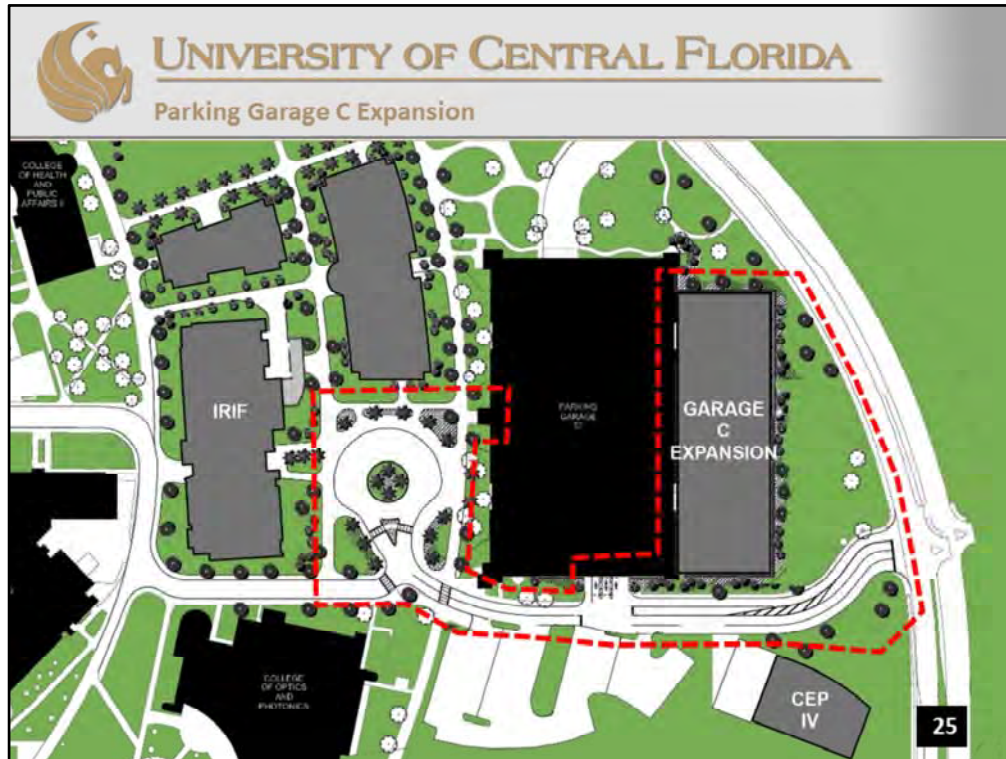 UNIVERSITY OF CENTRAL FLORIDA
Parking Garage C Expansion
COLLEGE
OF HEALTH
AND
PUBLIC
AFFAIRS II
IRIF
PARKING
GARAGE
GARAGE
C
EXPANSION
COLLEGE
OF OPTICS
AND
PHOTONICS
CEP
IV
25